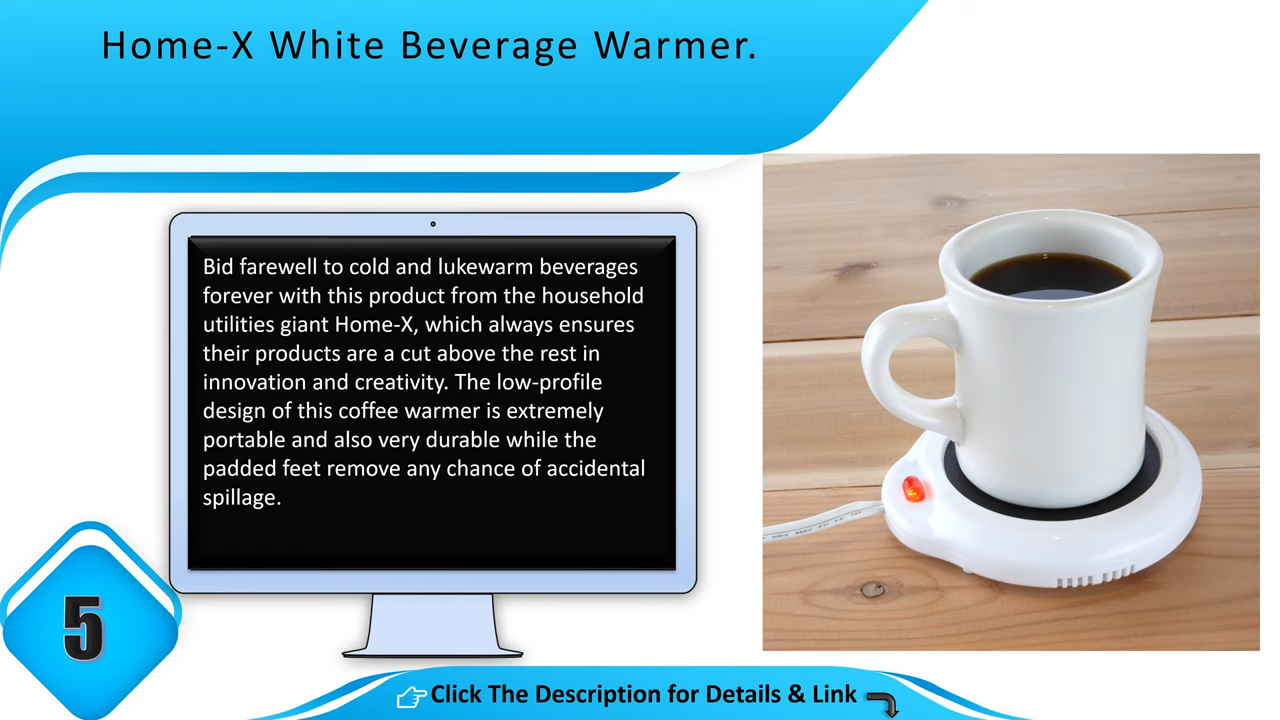 Home-X White Beverage Warmer.
Bid farewell to cold and lukewarm beverages
forever with this product from the household
utilities giant Home-X, which always ensures
their products are a cut above the rest in
innovation and creativity. The low-profile
design of this coffee warmer is extremely
portable and also very durable while the
padded feet remove any chance of accidental
spillage.
5
Click The Description for Details & Link